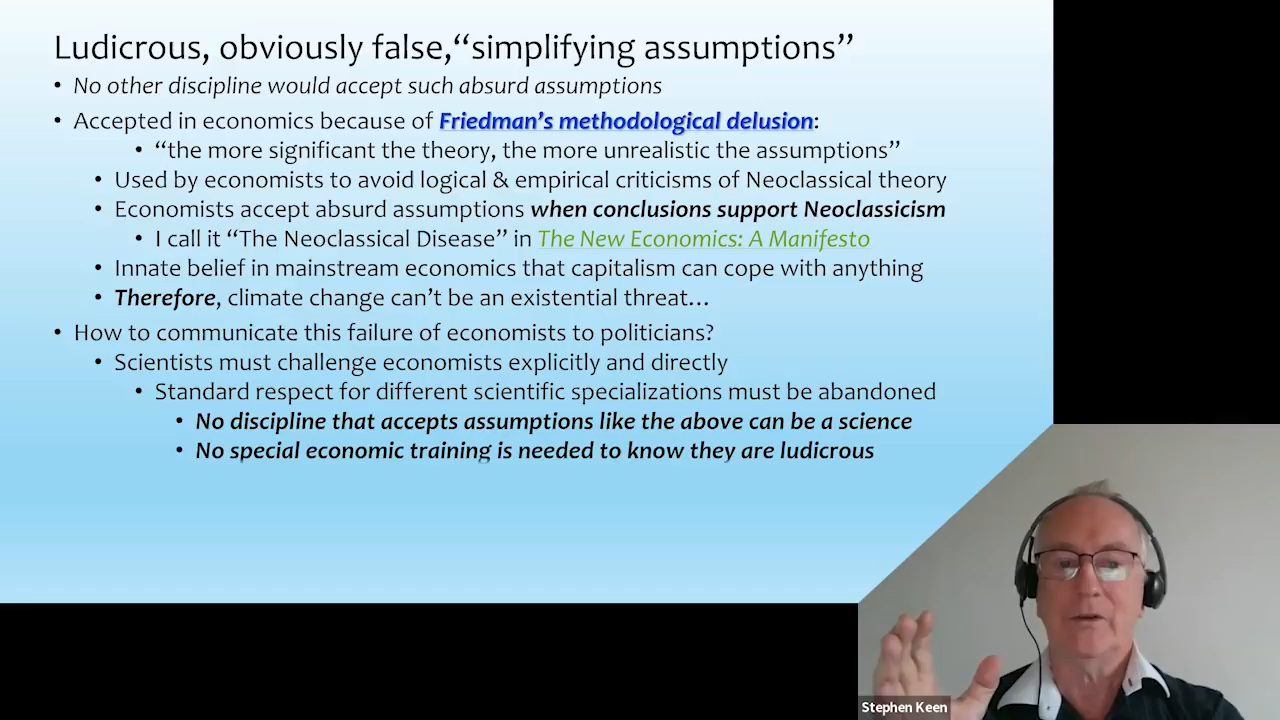 Ludicrous, obviously false,“simplifying assumptions”
• No other discipline would accept such absurd assumptions
• Accepted in economics because of Friedman’s methodological delusion:
• “the more significant the theory, the more unrealistic the assumptions”
• Used by economists to avoid logical & empirical criticisms of Neoclassical theory
• Economists accept absurd assumptions when conclusions support Neoclassicism
• I call it “The Neoclassical Disease” in The New Economics: A Manifesto
• Innate belief in mainstream economics that capitalism can cope with anything
• Therefore, climate change can’t be an existential threat…
• How to communicate this failure of economists to politicians?
• Scientists must challenge economists explicitly and directly
• Standard respect for different scientific specializations must be abandoned
• No discipline that accepts assumptions like the above can be a science
• No special economic training is needed to know they are ludicrous
Stephen Keen